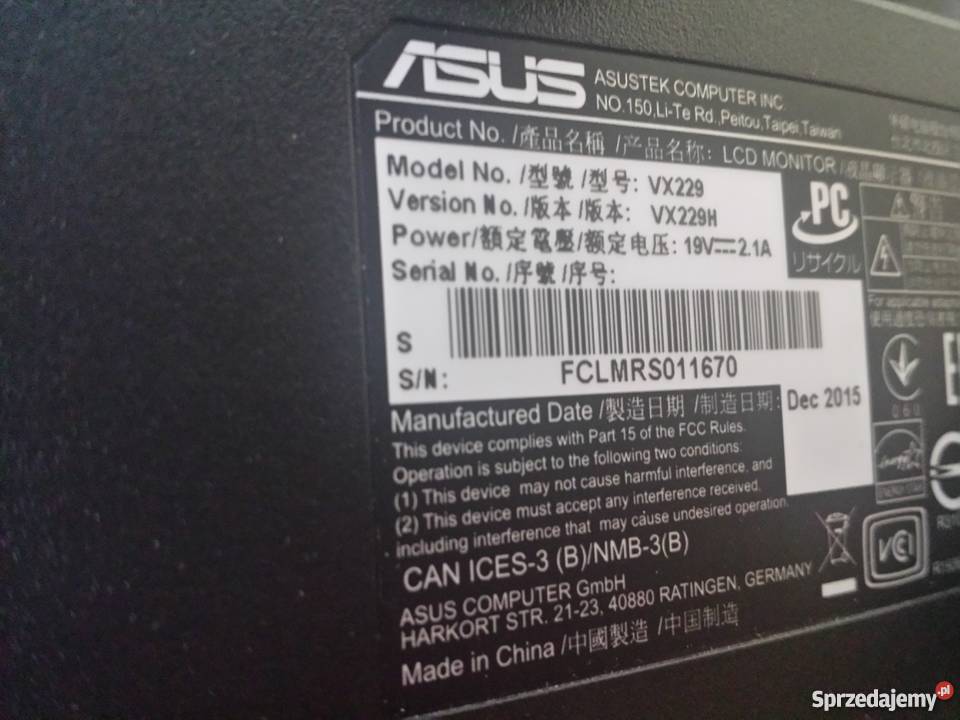 ASUS
ASUSTEK COMPUTER INC.
NO.150,Li-Te Rd.,Peitou,Taipei,Taiwan
Product No. /產品名稱 /产品名称: LCD MONITOR
Model No. /型號 /型号: VX229
Version No. /版本 /版本: VX229H
Power/額定電壓/额定电压: 19V⎓2.1A
Serial No. /序號 /序号:
S
S/N: FCLMRS011670
PC
リサイクル
Manufactured Date /製造日期 /制造日期: Dec 2015
This device complies with Part 15 of the FCC Rules.
Operation is subject to the following two conditions:
(1) This device may not cause harmful interference, and
(2) This device must accept any interference received,
including interference that may cause undesired operation.
CAN ICES-3 (B)/NMB-3(B)
ASUS COMPUTER GmbH
HARKORT STR. 21-23, 40880 RATINGEN, GERMANY
Made in China /中國製造 /中国制造
For applicable
060
VCCI
Sprzedajemy.pl